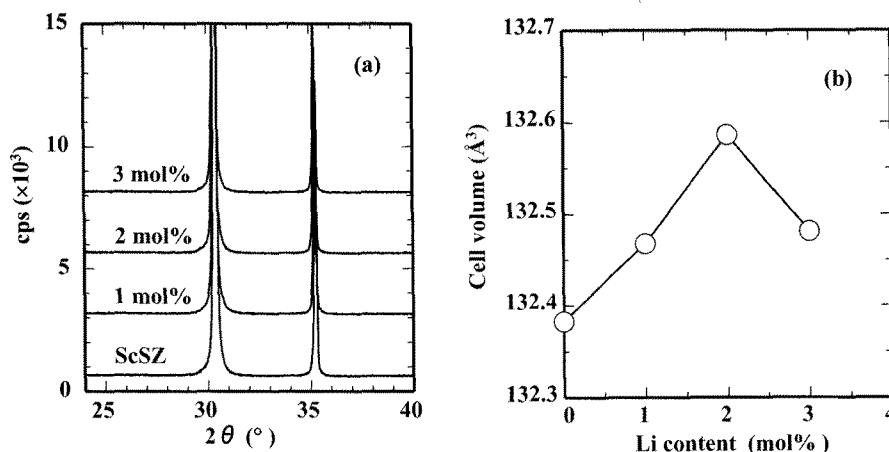 15
(a)
10
3 mol%
cps (×10³)
2 mol%
5
1 mol%
ScSZ
0
25 30 35 40
2θ (°)
132.7
(b)
132.6
Cell volume (Å³)
132.5
132.4
132.3
0 1 2 3 4
Li content (mol% )